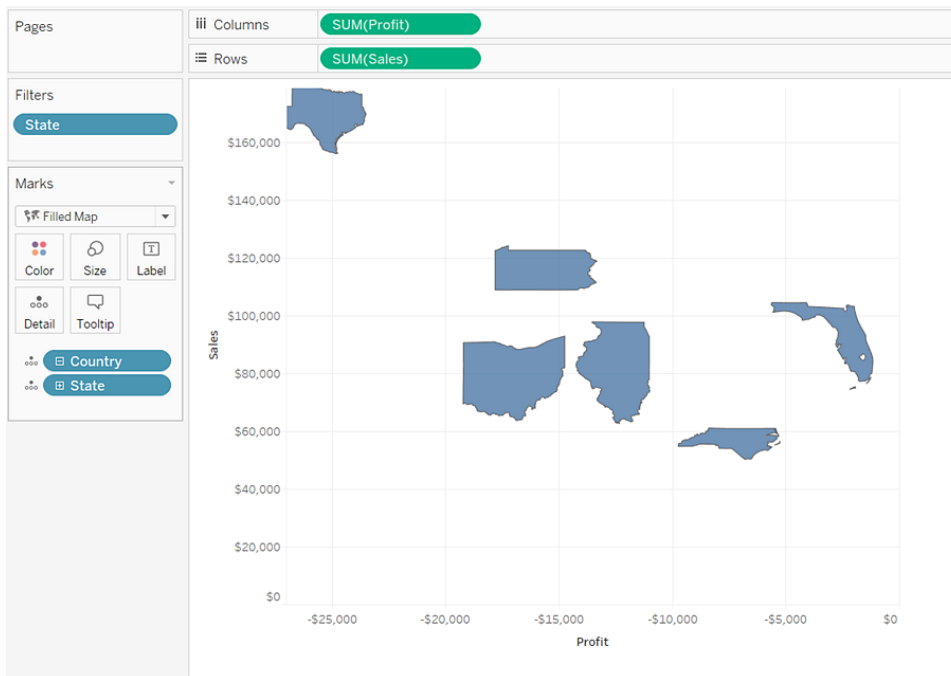 Pages
Columns
SUM(Profit)
Rows
SUM(Sales)
Filters
State
Marks
Filled Map
Color
Size
Label
Detail
Tooltip
Country
State
Sales
$160,000
$140,000
$120,000
$100,000
$80,000
$60,000
$40,000
$20,000
$0
-$25,000 -$20,000 -$15,000 -$10,000 -$5,000 $0
Profit